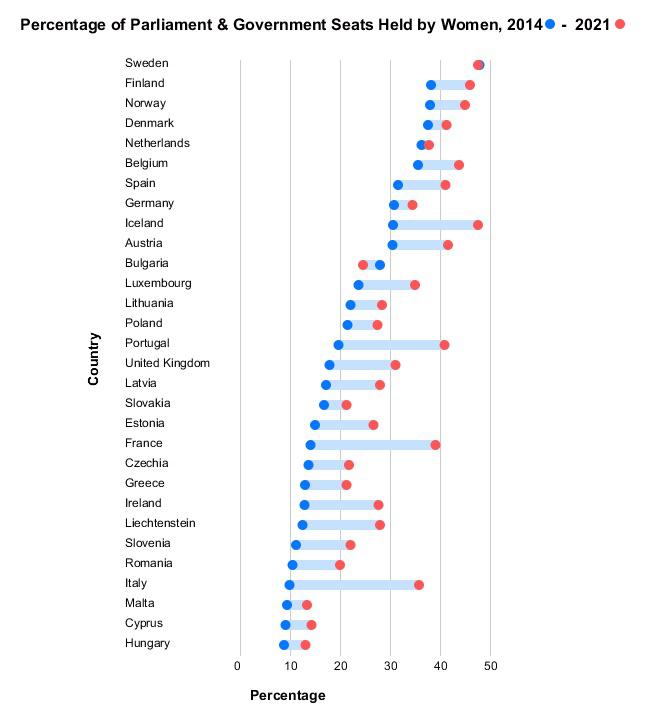 Percentage of Parliament & Government Seats Held by Women, 2014 - 2021
Sweden
Finland
Norway
Denmark
Netherlands
Belgium
Spain
Germany
Iceland
Austria
Bulgaria
Luxembourg
Lithuania
Poland
Portugal
United Kingdom
Latvia
Slovakia
Estonia
France
Czechia
Greece
Ireland
Liechtenstein
Slovenia
Romania
Italy
Malta
Cyprus
Hungary
Country
0 10 20 30 40 50
Percentage